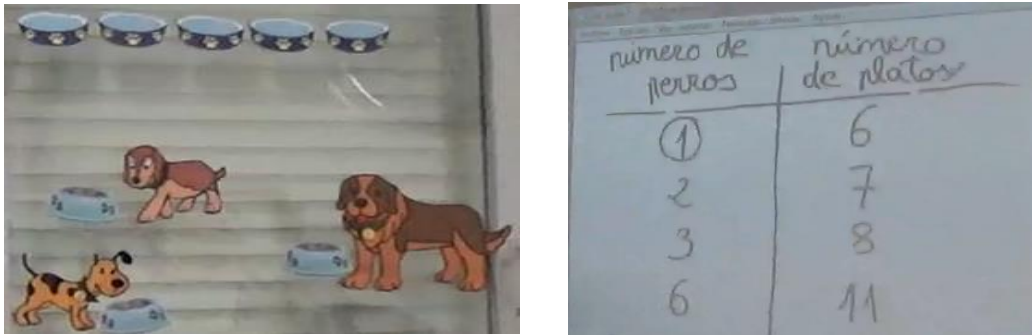 número de
perros
número
de platos
1 6
2 7
3 8
6 11